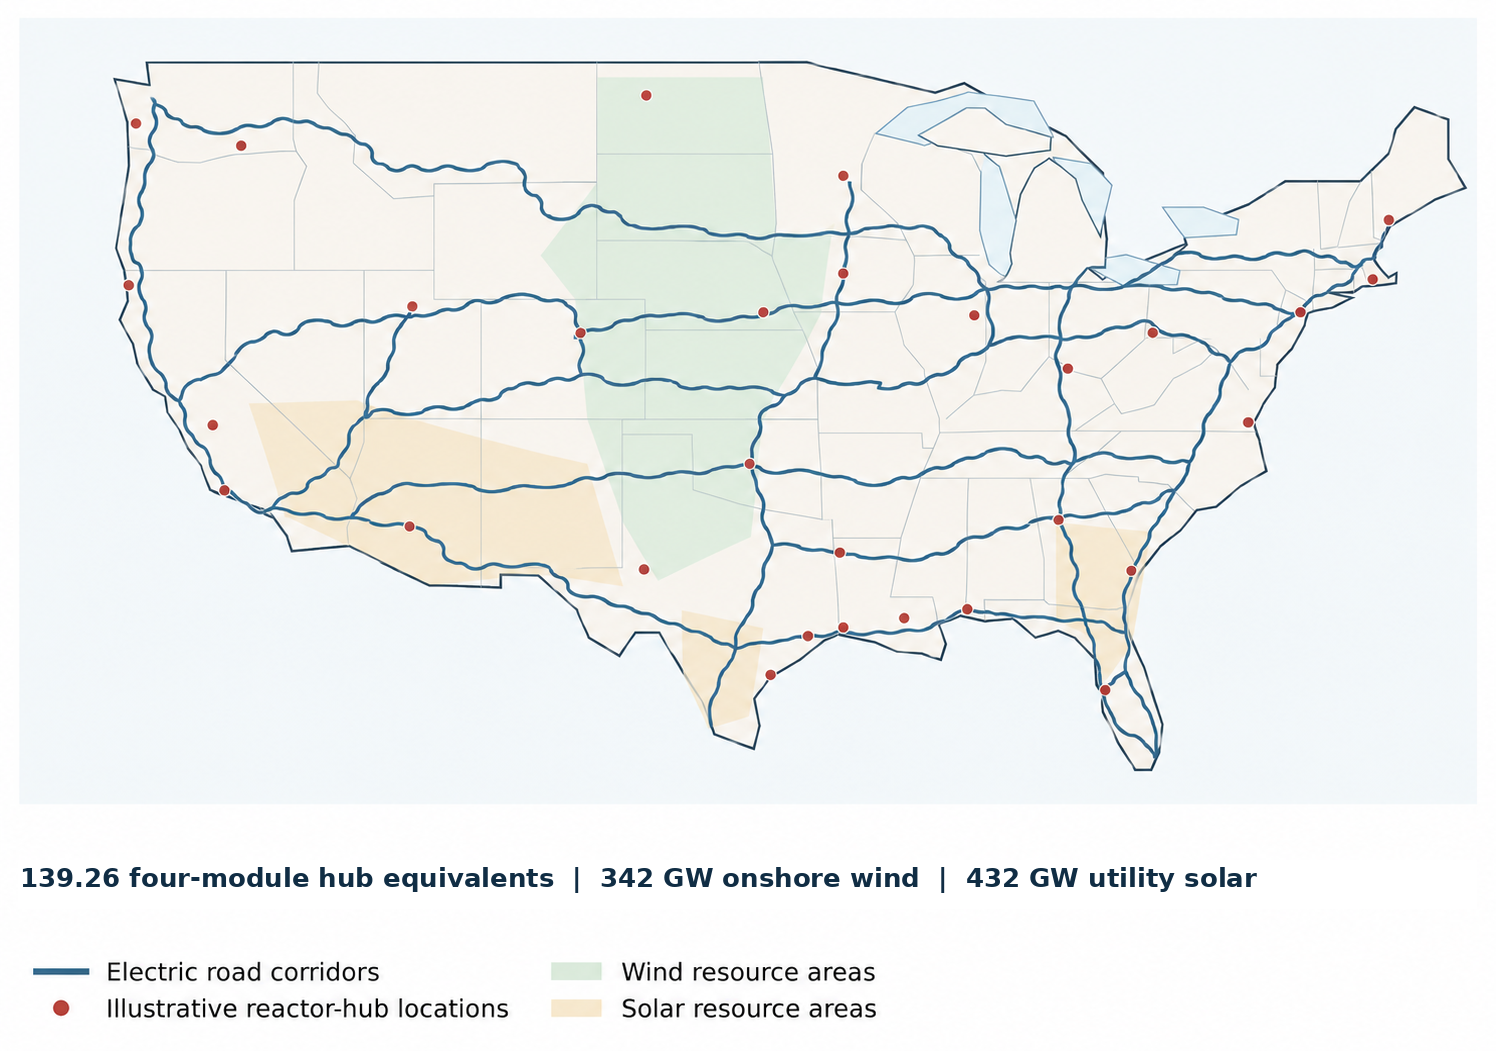 139.26 four-module hub equivalents | 342 GW onshore wind | 432 GW utility solar
Electric road corridors
Illustrative reactor-hub locations
Wind resource areas
Solar resource areas